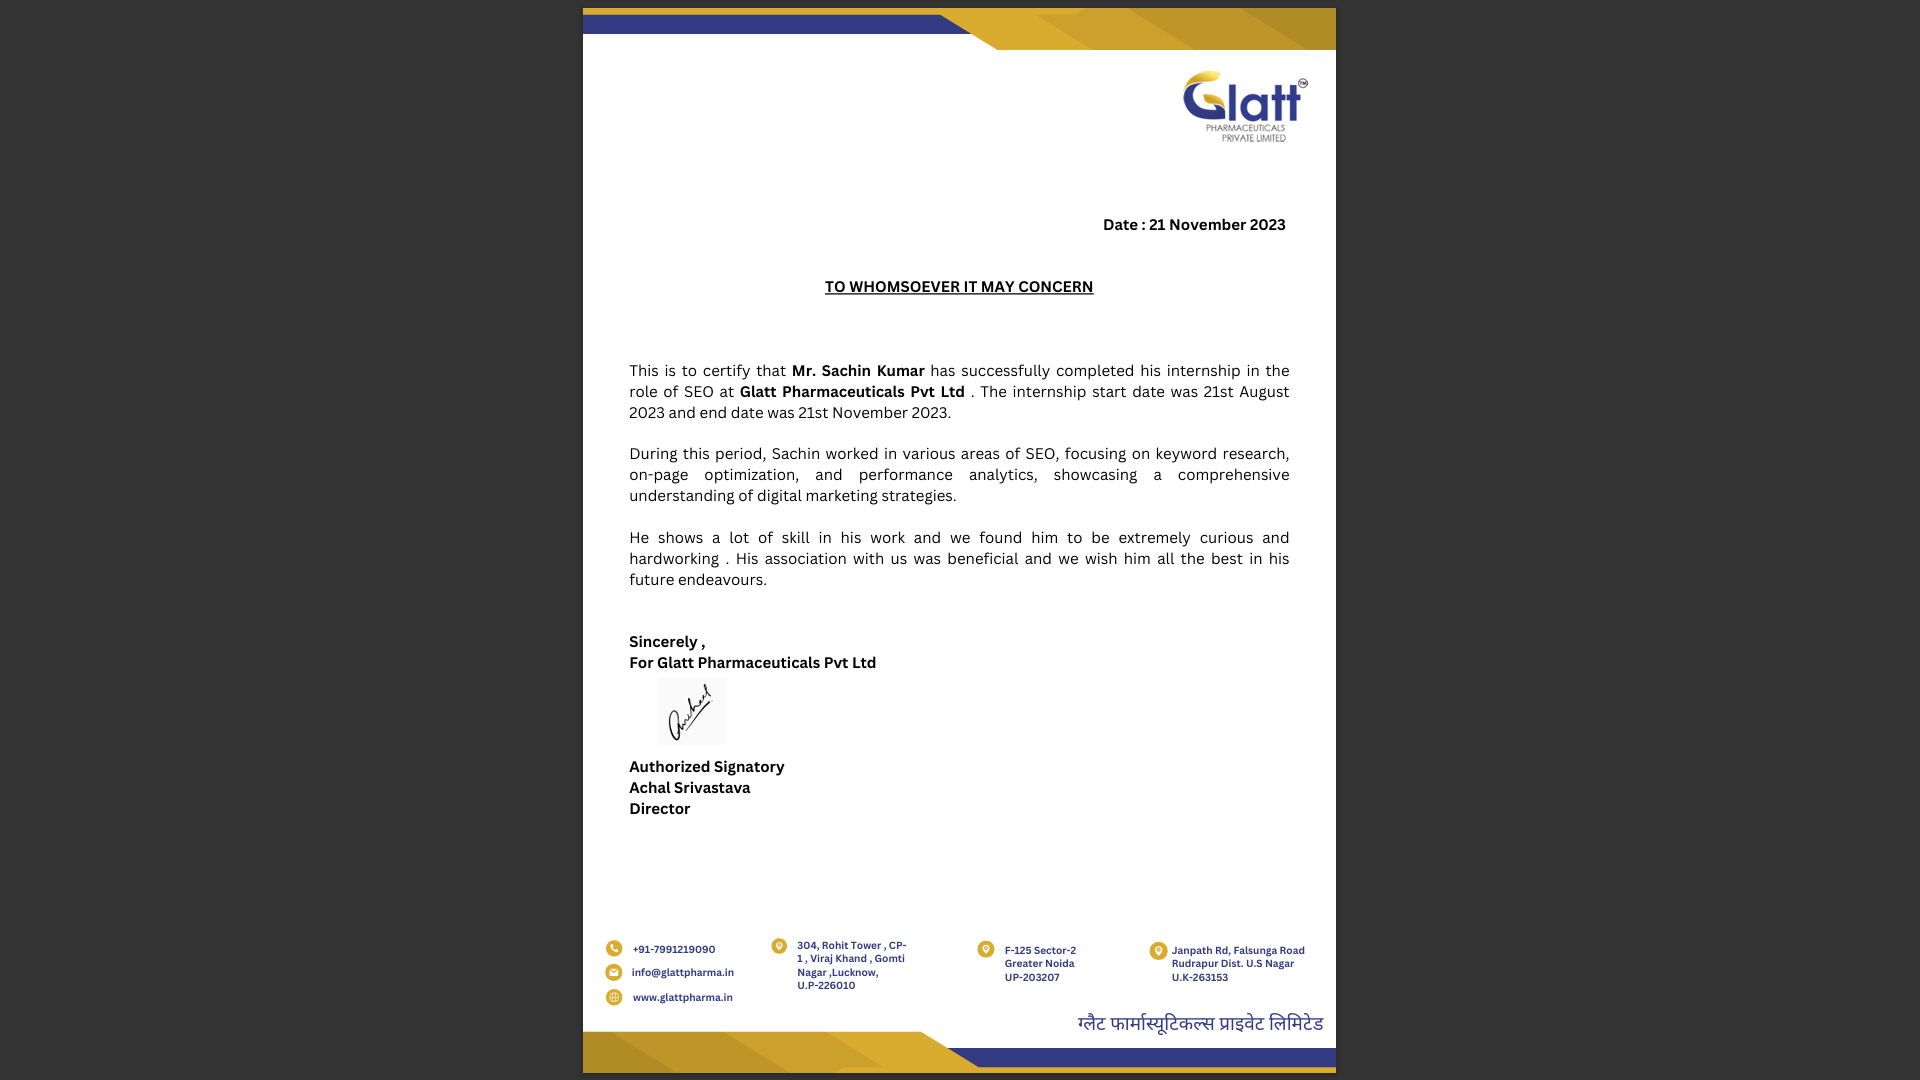 Glatt TM
PHARMACEUTICALS
PRIVATE LIMITED
Date : 21 November 2023
TO WHOMSOEVER IT MAY CONCERN
This is to certify that Mr. Sachin Kumar has successfully completed his internship in the
role of SEO at Glatt Pharmaceuticals Pvt Ltd . The internship start date was 21st August
2023 and end date was 21st November 2023.
During this period, Sachin worked in various areas of SEO, focusing on keyword research,
on-page optimization, and performance analytics, showcasing a comprehensive
understanding of digital marketing strategies.
He shows a lot of skill in his work and we found him to be extremely curious and
hardworking . His association with us was beneficial and we wish him all the best in his
future endeavours.
Sincerely ,
For Glatt Pharmaceuticals Pvt Ltd
Authorized Signatory
Achal Srivastava
Director
+91-7991219090
info@glattpharma.in
www.glattpharma.in
304, Rohit Tower , CP-
1 , Viraj Khand , Gomti
Nagar ,Lucknow,
U.P-226010
F-125 Sector-2
Greater Noida
UP-203207
Janpath Rd, Falsunga Road
Rudrapur Dist. U.S Nagar
U.K-263153
ग्लैट फार्मास्यूटिकल्स प्राइवेट लिमिटेड